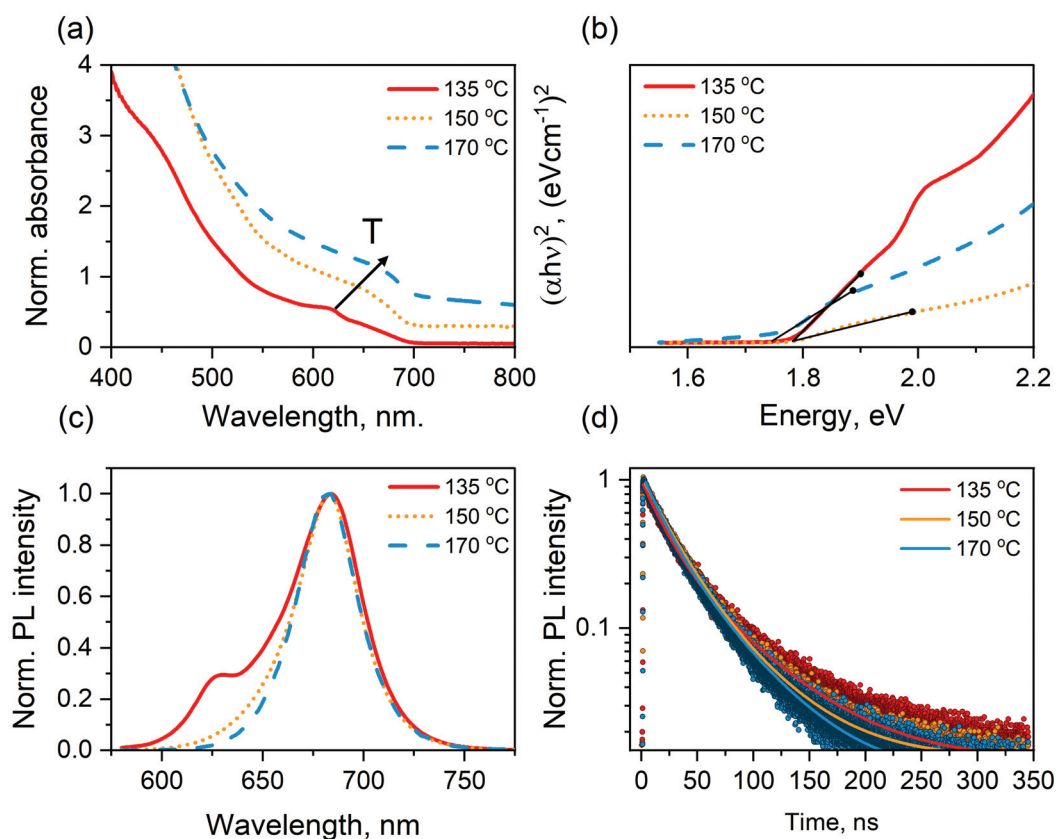 (a)
Norm. absorbance
4
3
2
1
0
135 °C
150 °C
170 °C
T
400 500 600 700 800
Wavelength, nm.
(b)
(αhν)², (eVcm⁻¹)²
135 °C
150 °C
170 °C
1.6 1.8 2.0 2.2
Energy, eV
(c)
Norm. PL intensity
1.0
0.8
0.6
0.4
0.2
0.0
135 °C
150 °C
170 °C
600 650 700 750
Wavelength, nm
(d)
Norm. PL intensity
1
0.1
135 °C
150 °C
170 °C
0 50 100 150 200 250 300 350
Time, ns